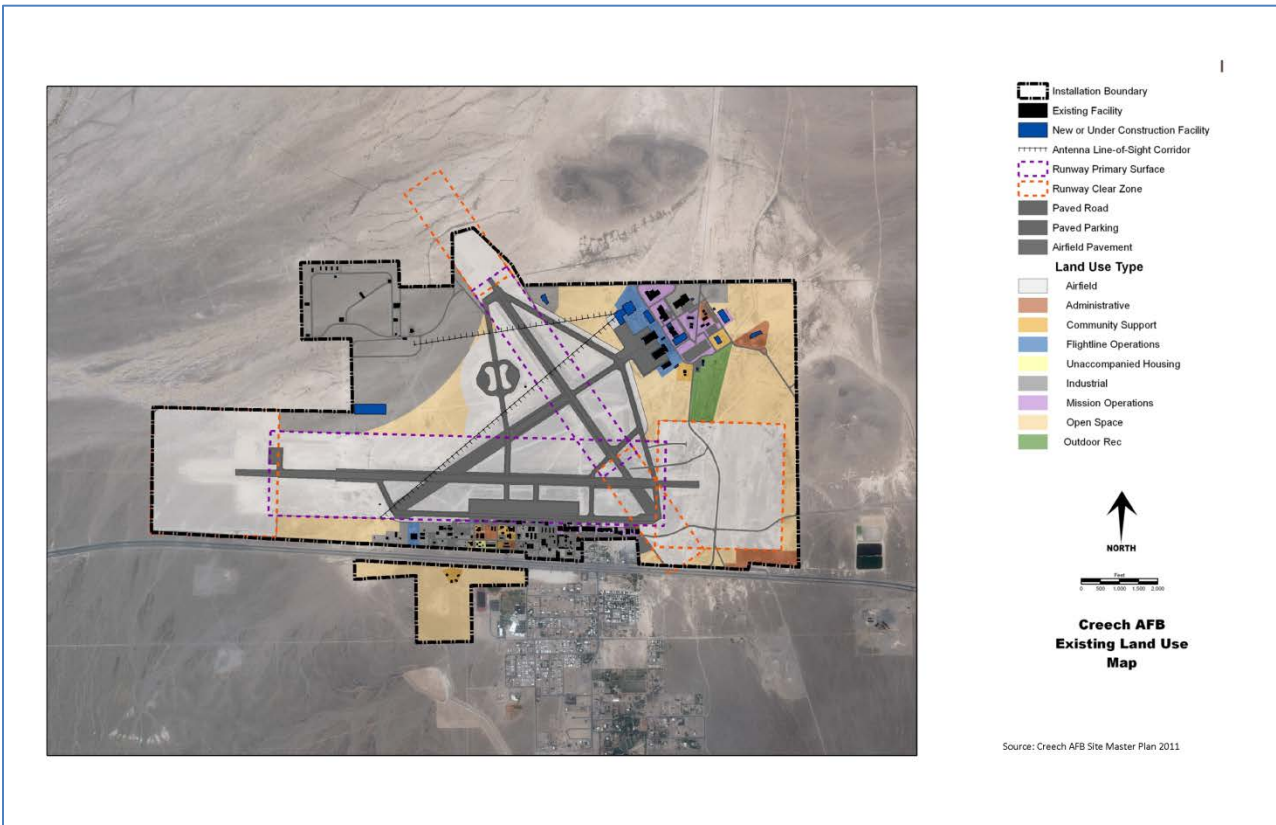 I
Installation Boundary
Existing Facility
New or Under Construction Facility
Antenna Line-of-Sight Corridor
Runway Primary Surface
Runway Clear Zone
Paved Road
Paved Parking
Airfield Pavement
Land Use Type
Airfield
Administrative
Community Support
Flightline Operations
Unaccompanied Housing
Industrial
Mission Operations
Open Space
Outdoor Rec
NORTH
Feet
0 500 1,000 2,000
Creech AFB
Existing Land Use
Map
Source: Creech AFB Site Master Plan 2011